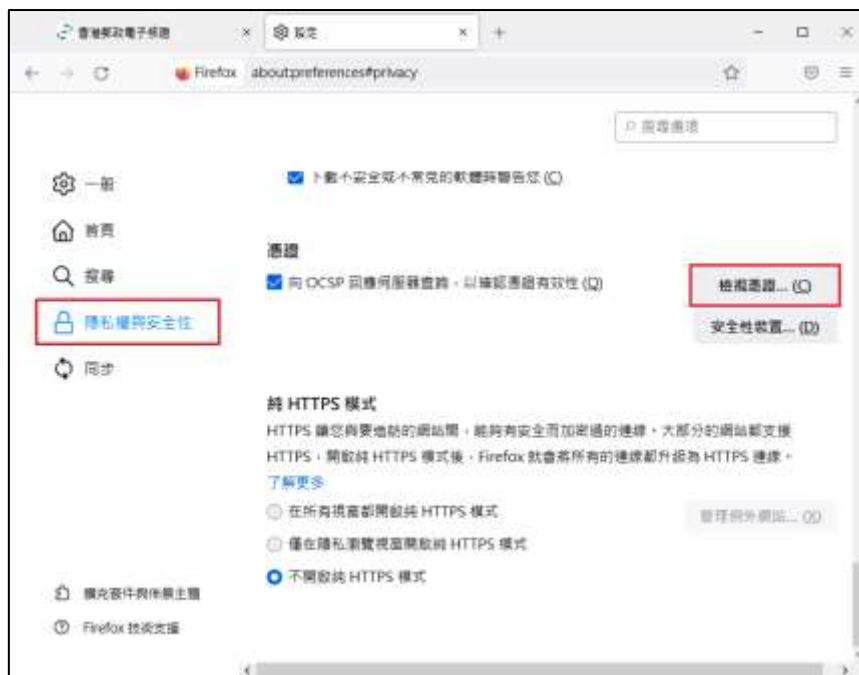 香港郵政電子核證
設定
Firefox about:preferences#privacy
搜尋選項
一般
首頁
搜尋
隱私權與安全性
同步
下載不安全或不常見的軟體時警告您 (C)
憑證
向 OCSP 回應伺服器查詢，以確認憑證有效性 (Q)
檢視憑證... (C)
安全性裝置... (D)
純 HTTPS 模式
HTTPS 讓您與要造訪的網站間，能夠有安全而加密過的連線。大部分的網站都支援
HTTPS，開啟純 HTTPS 模式後，Firefox 就會將所有的連線都升級為 HTTPS 連線。
了解更多
在所有視窗都開啟純 HTTPS 模式
管理例外網站... (X)
僅在隱私瀏覽視窗開啟純 HTTPS 模式
不開啟純 HTTPS 模式
擴充套件與佈景主題
Firefox 技術支援